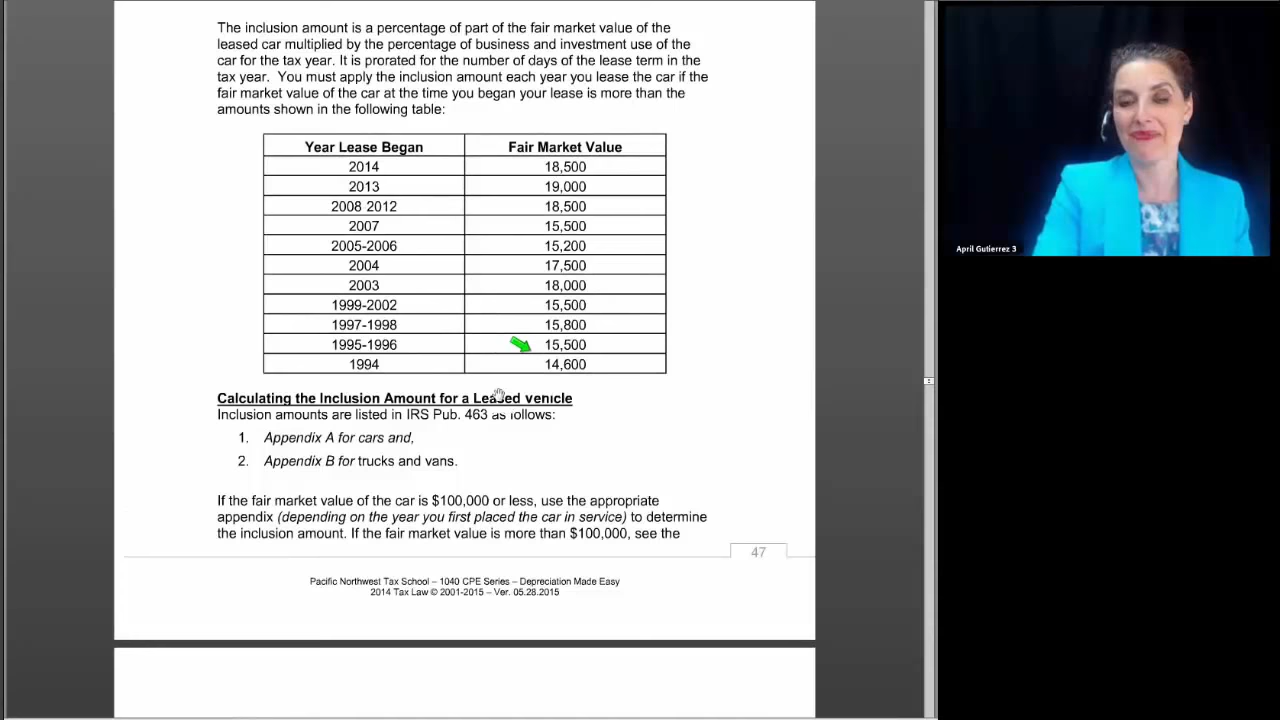 The inclusion amount is a percentage of part of the fair market value of the
leased car multiplied by the percentage of business and investment use of the
car for the tax year. It is prorated for the number of days of the lease term in the
tax year. You must apply the inclusion amount each year you lease the car if the
fair market value of the car at the time you began your lease is more than the
amounts shown in the following table:
Year Lease Began Fair Market Value
2014 18,500
2013 19,000
2008 2012 18,500
2007 15,500
2005-2006 15,200
2004 17,500
2003 18,000
1999-2002 15,500
1997-1998 15,800
1995-1996 15,500
1994 14,600
Calculating the Inclusion Amount for a Leased vehicle
Inclusion amounts are listed in IRS Pub. 463 as follows:
1. Appendix A for cars and,
2. Appendix B for trucks and vans.
If the fair market value of the car is $100,000 or less, use the appropriate
appendix (depending on the year you first placed the car in service) to determine
the inclusion amount. If the fair market value is more than $100,000, see the
47
Pacific Northwest Tax School – 1040 CPE Series – Depreciation Made Easy
2014 Tax Law © 2001-2015 – Ver. 05.28.2015
April Gutierrez 3